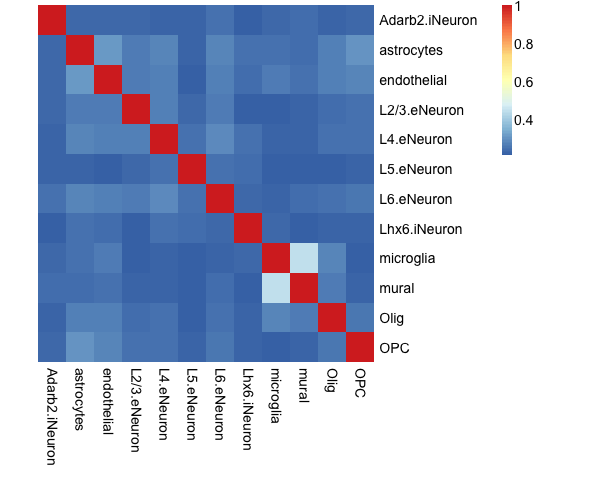 Adarb2.iNeuron
astrocytes
endothelial
L2/3.eNeuron
L4.eNeuron
L5.eNeuron
L6.eNeuron
Lhx6.iNeuron
microglia
mural
Olig
OPC
1
0.8
0.6
0.4
Adarb2.iNeuron
astrocytes
endothelial
L2/3.eNeuron
L4.eNeuron
L5.eNeuron
L6.eNeuron
Lhx6.iNeuron
microglia
mural
Olig
OPC